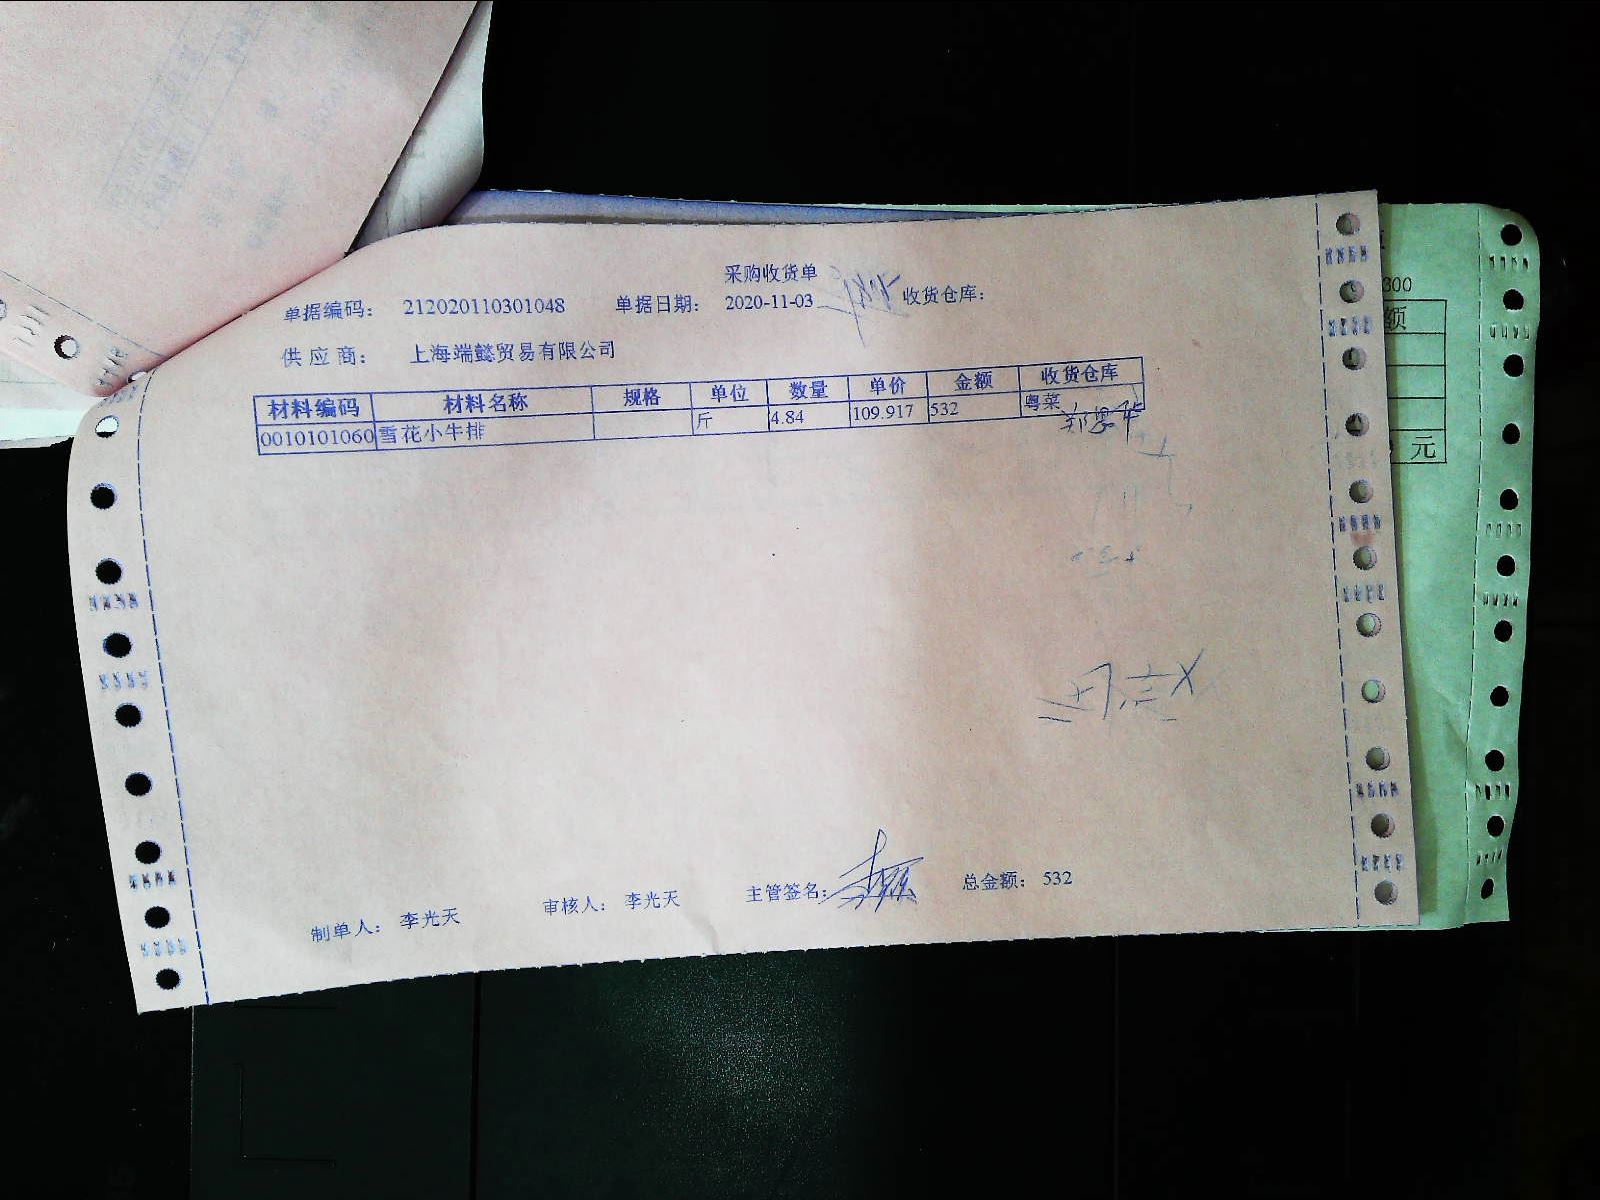 采购收货单
单据编码： 212020110301048 单据日期： 2020-11-03 收货仓库：
供应商： 上海端懿贸易有限公司
材料编码 材料名称 规格 单位 数量 单价 金额 收货仓库
0010101060 雪花小牛排 斤 4.84 109.917 532 粤菜
制单人： 李光天 审核人： 李光天 主管签名： 总金额： 532
300
额
元